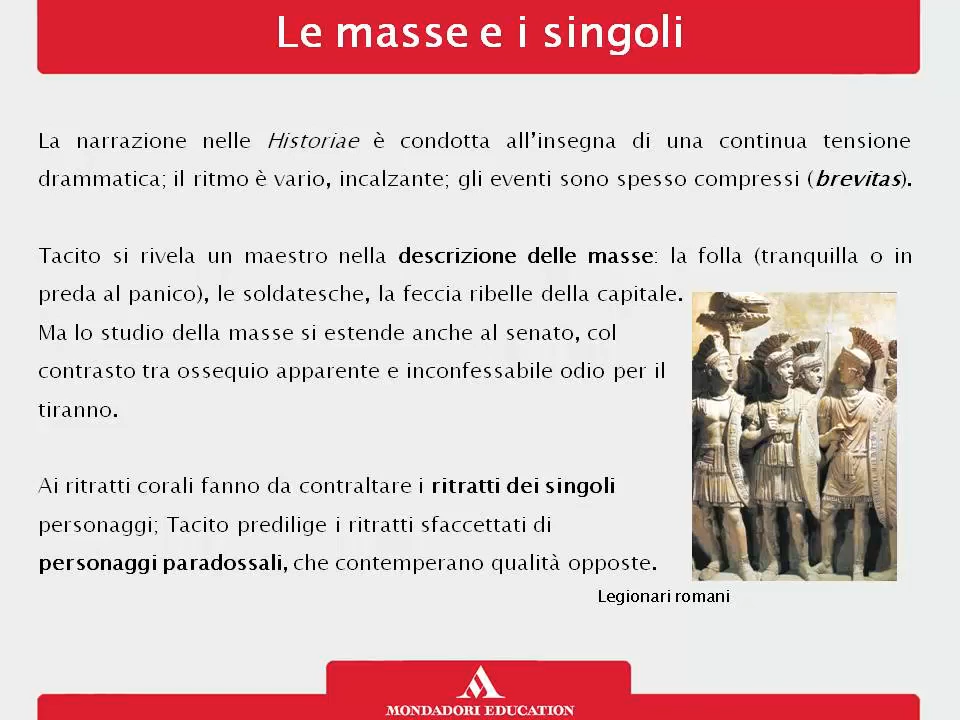 Le masse e i singoli
La narrazione nelle Historiae è condotta all'insegna di una continua tensione
drammatica; il ritmo è vario, incalzante; gli eventi sono spesso compressi (brevitas).
Tacito si rivela un maestro nella descrizione delle masse: la folla (tranquilla o in
preda al panico), le soldatesche, la feccia ribelle della capitale.
Ma lo studio della masse si estende anche al senato, col
contrasto tra ossequio apparente e inconfessabile odio per il
tiranno.
Ai ritratti corali fanno da contraltare i ritratti dei singoli
personaggi; Tacito predilige i ritratti sfaccettati di
personaggi paradossali, che contemperano qualità opposte.
Legionari romani
MONDADORI EDUCATION